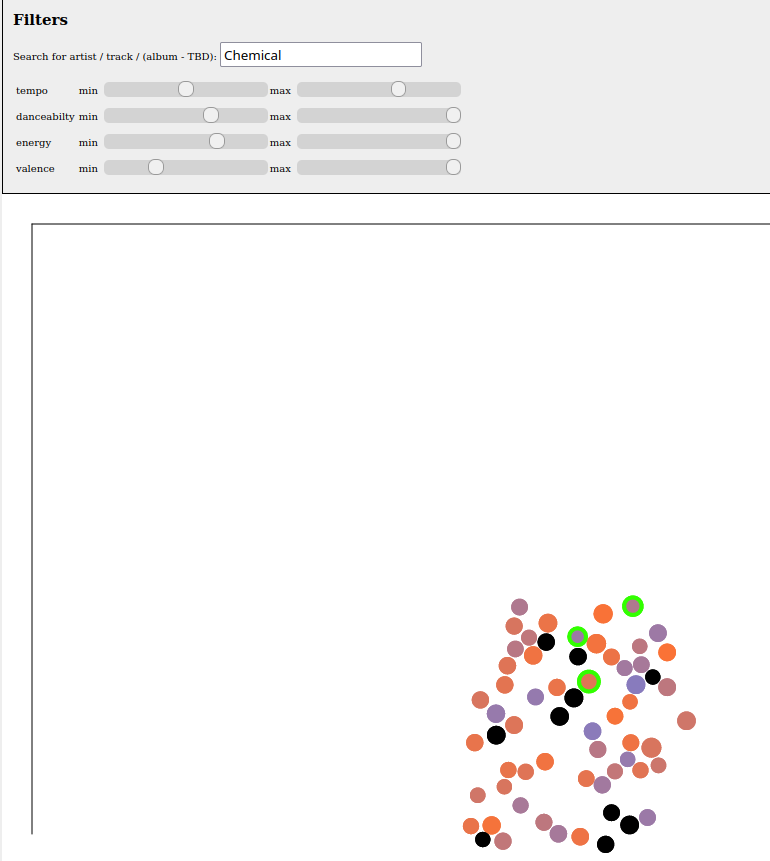 Filters
Search for artist / track / (album - TBD): Chemical
tempo min max
danceabilty min max
energy min max
valence min max